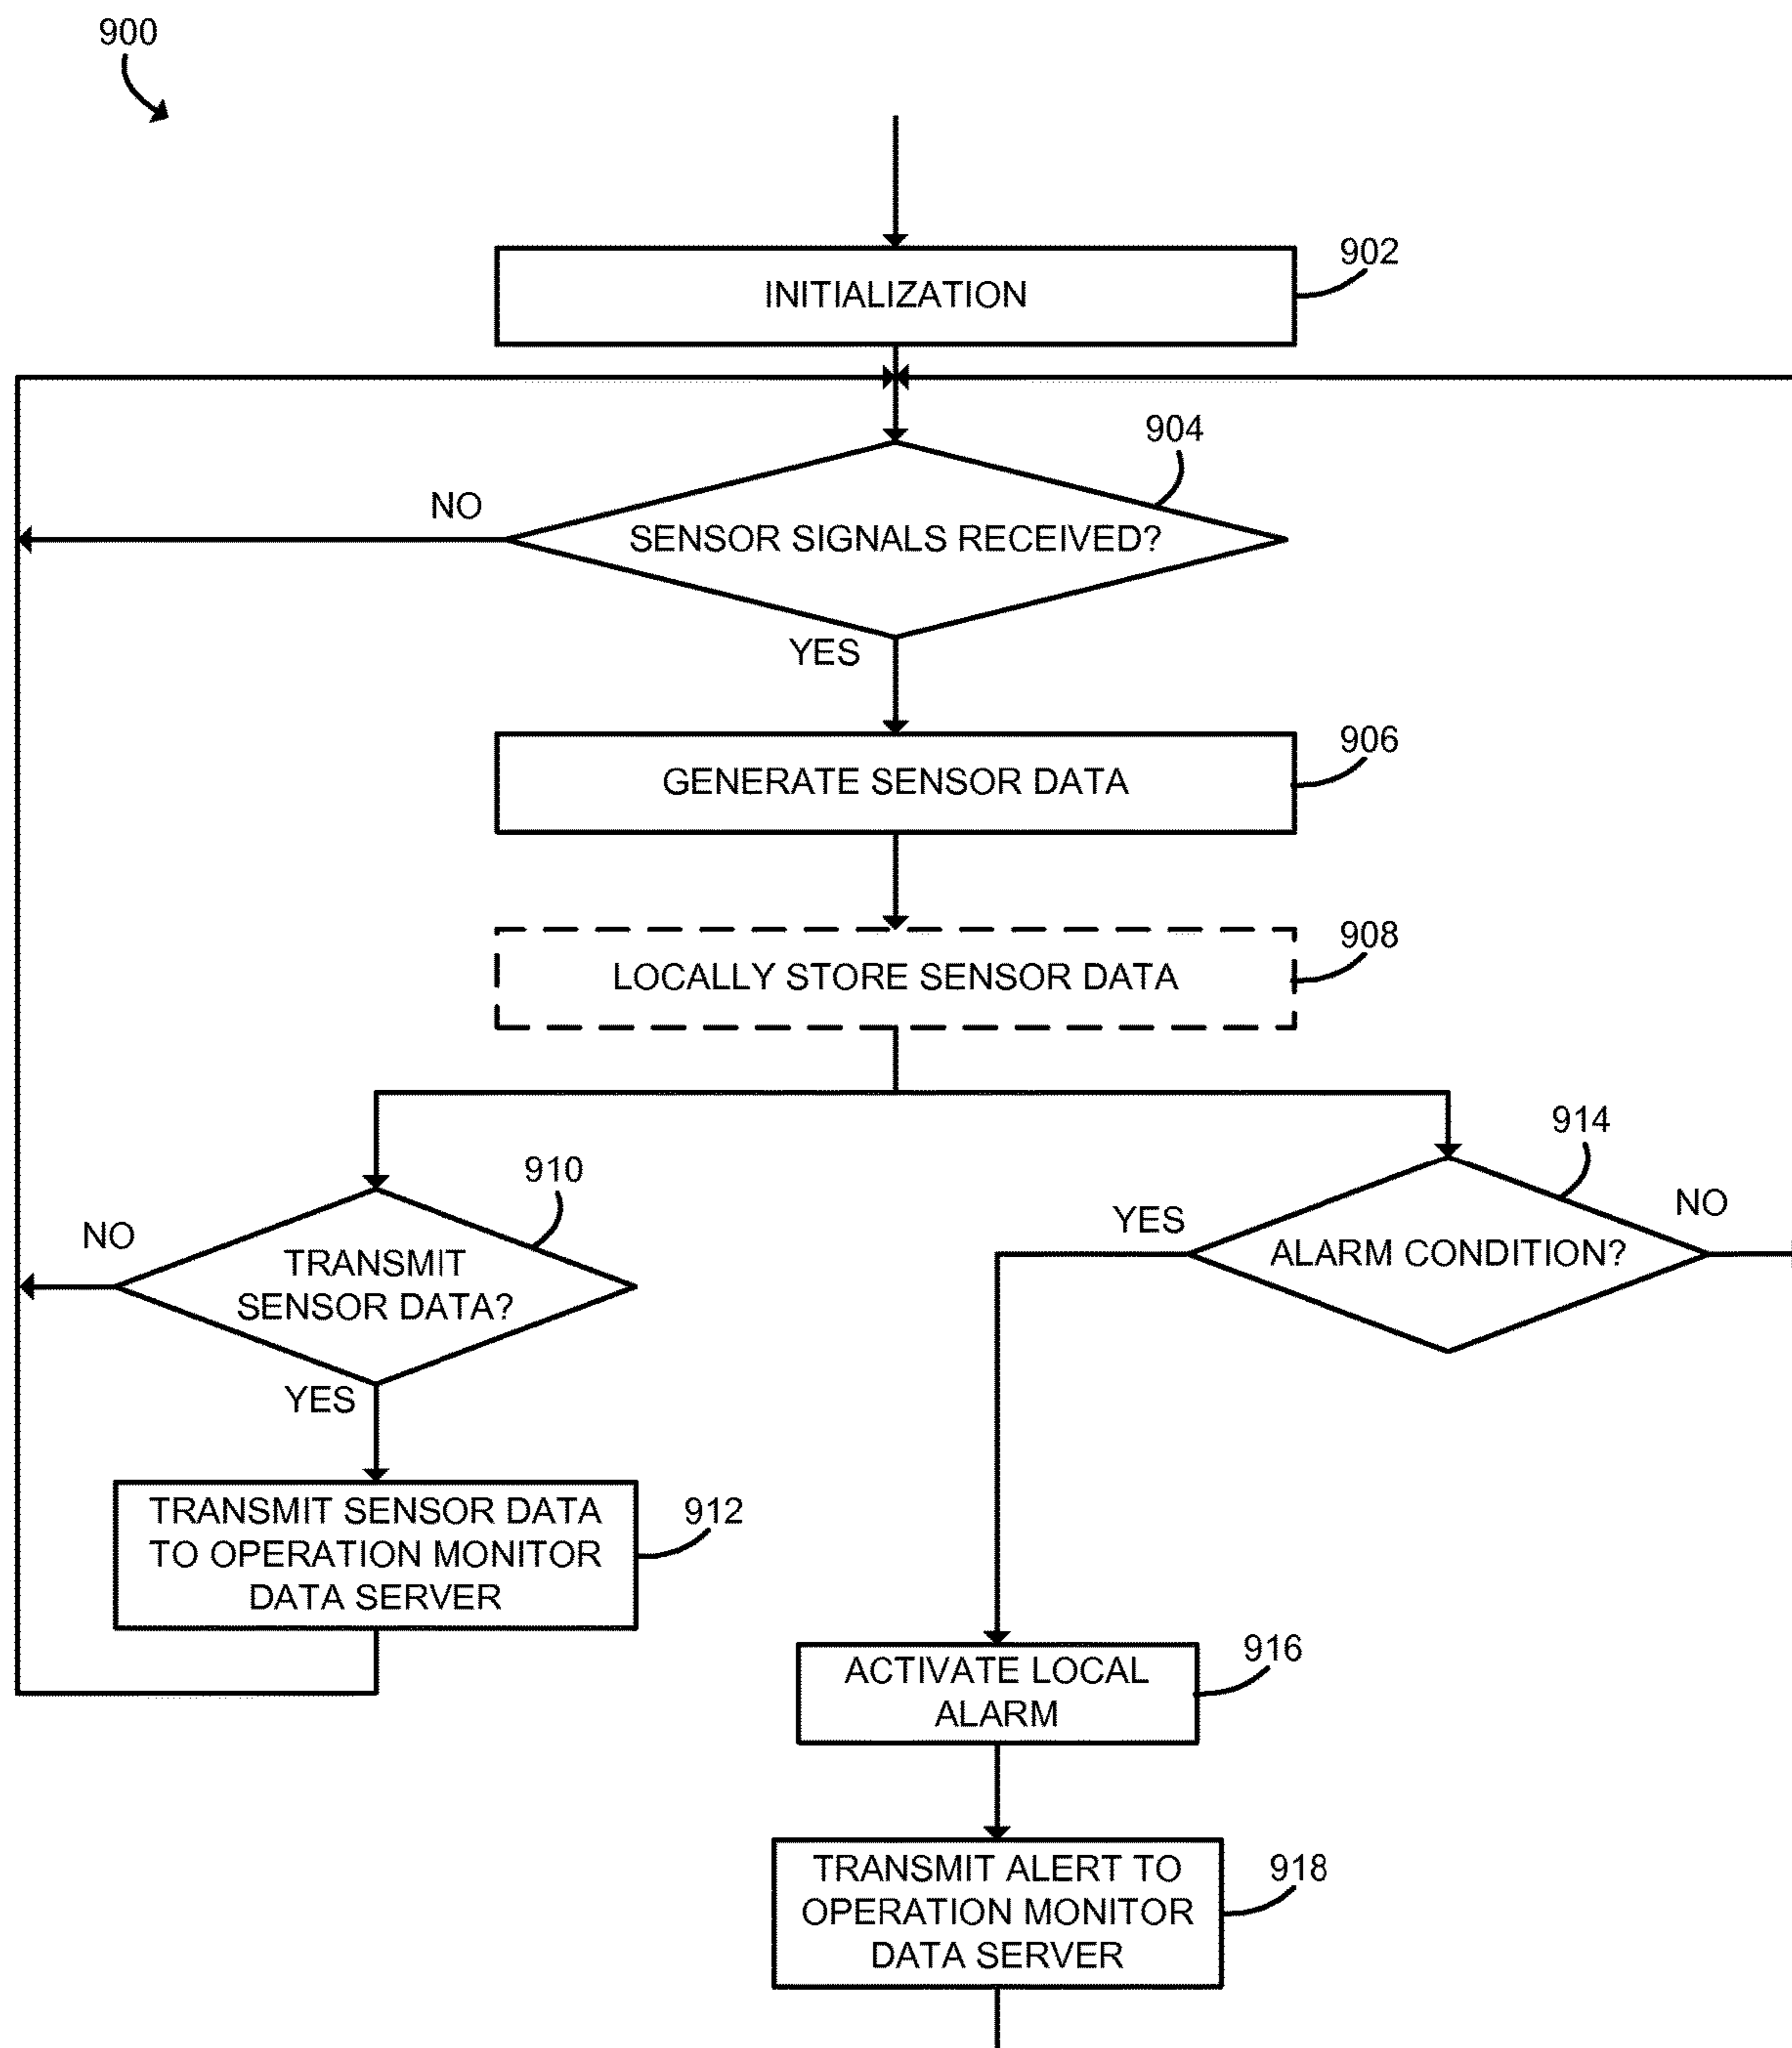 900
902
INITIALIZATION
904
NO
SENSOR SIGNALS RECEIVED?
YES
906
GENERATE SENSOR DATA
908
LOCALLY STORE SENSOR DATA
910
NO
TRANSMIT
SENSOR DATA?
YES
914
YES
NO
ALARM CONDITION?
TRANSMIT SENSOR DATA
TO OPERATION MONITOR
DATA SERVER
912
916
ACTIVATE LOCAL
ALARM
918
TRANSMIT ALERT TO
OPERATION MONITOR
DATA SERVER